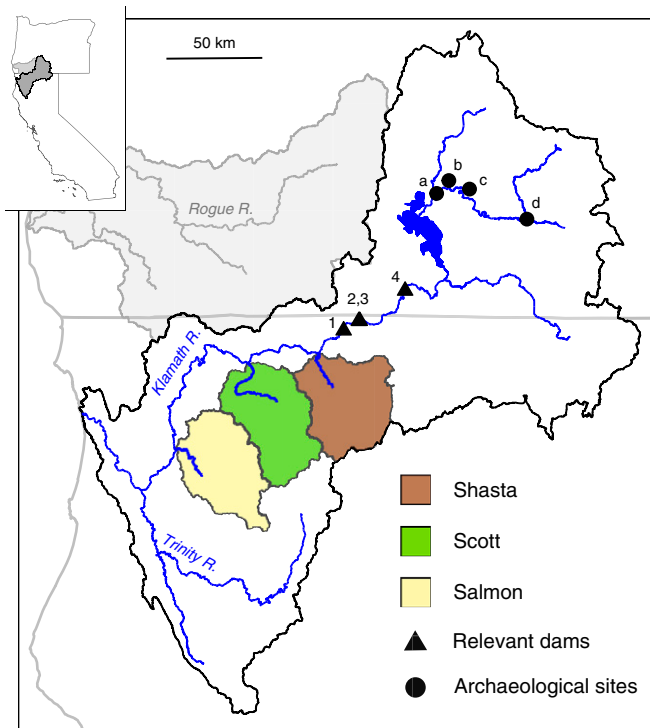 50 km
b
a
c
d
Rogue R.
4
2,3
1
Klamath R.
Shasta
Scott
Trinity R.
Salmon
Relevant dams
Archaeological sites